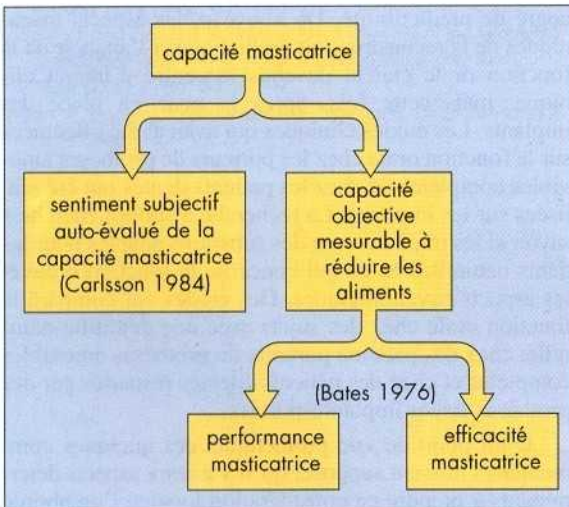 capacité masticatrice
sentiment subjectif
auto-évalué de la
capacité masticatrice
(Carlsson 1984)
capacité
objective
mesurable à
réduire les
aliments
(Bates 1976)
performance
masticatrice
efficacité
masticatrice